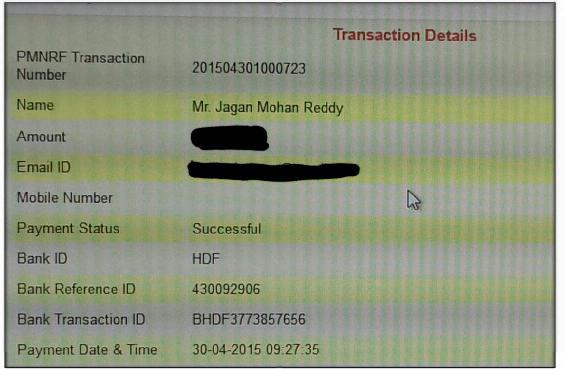 Transaction Details
PMNRF Transaction
Number
201504301000723
Name Mr. Jagan Mohan Reddy
Amount
Email ID
Mobile Number
Payment Status Successful
Bank ID HDF
Bank Reference ID 430092906
Bank Transaction ID BHDF3773857656
Payment Date & Time 30-04-2015 09:27:35